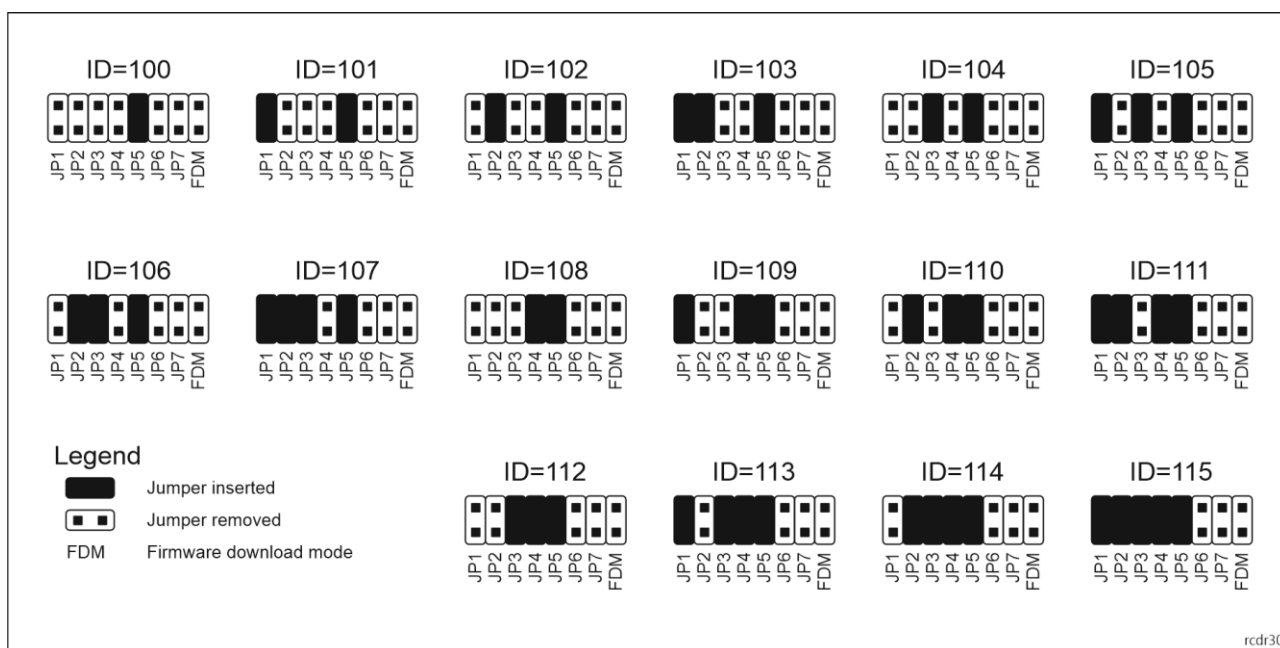 ID=100 ID=101 ID=102 ID=103 ID=104 ID=105
JP1 JP2 JP3 JP4 JP5 JP6 JP7 FDM JP1 JP2 JP3 JP4 JP5 JP6 JP7 FDM JP1 JP2 JP3 JP4 JP5 JP6 JP7 FDM JP1 JP2 JP3 JP4 JP5 JP6 JP7 FDM JP1 JP2 JP3 JP4 JP5 JP6 JP7 FDM JP1 JP2 JP3 JP4 JP5 JP6 JP7 FDM
ID=106 ID=107 ID=108 ID=109 ID=110 ID=111
JP1 JP2 JP3 JP4 JP5 JP6 JP7 FDM JP1 JP2 JP3 JP4 JP5 JP6 JP7 FDM JP1 JP2 JP3 JP4 JP5 JP6 JP7 FDM JP1 JP2 JP3 JP4 JP5 JP6 JP7 FDM JP1 JP2 JP3 JP4 JP5 JP6 JP7 FDM JP1 JP2 JP3 JP4 JP5 JP6 JP7 FDM
Legend
Jumper inserted
Jumper removed
FDM Firmware download mode
ID=112 ID=113 ID=114 ID=115
JP1 JP2 JP3 JP4 JP5 JP6 JP7 FDM JP1 JP2 JP3 JP4 JP5 JP6 JP7 FDM JP1 JP2 JP3 JP4 JP5 JP6 JP7 FDM JP1 JP2 JP3 JP4 JP5 JP6 JP7 FDM
rcdr30